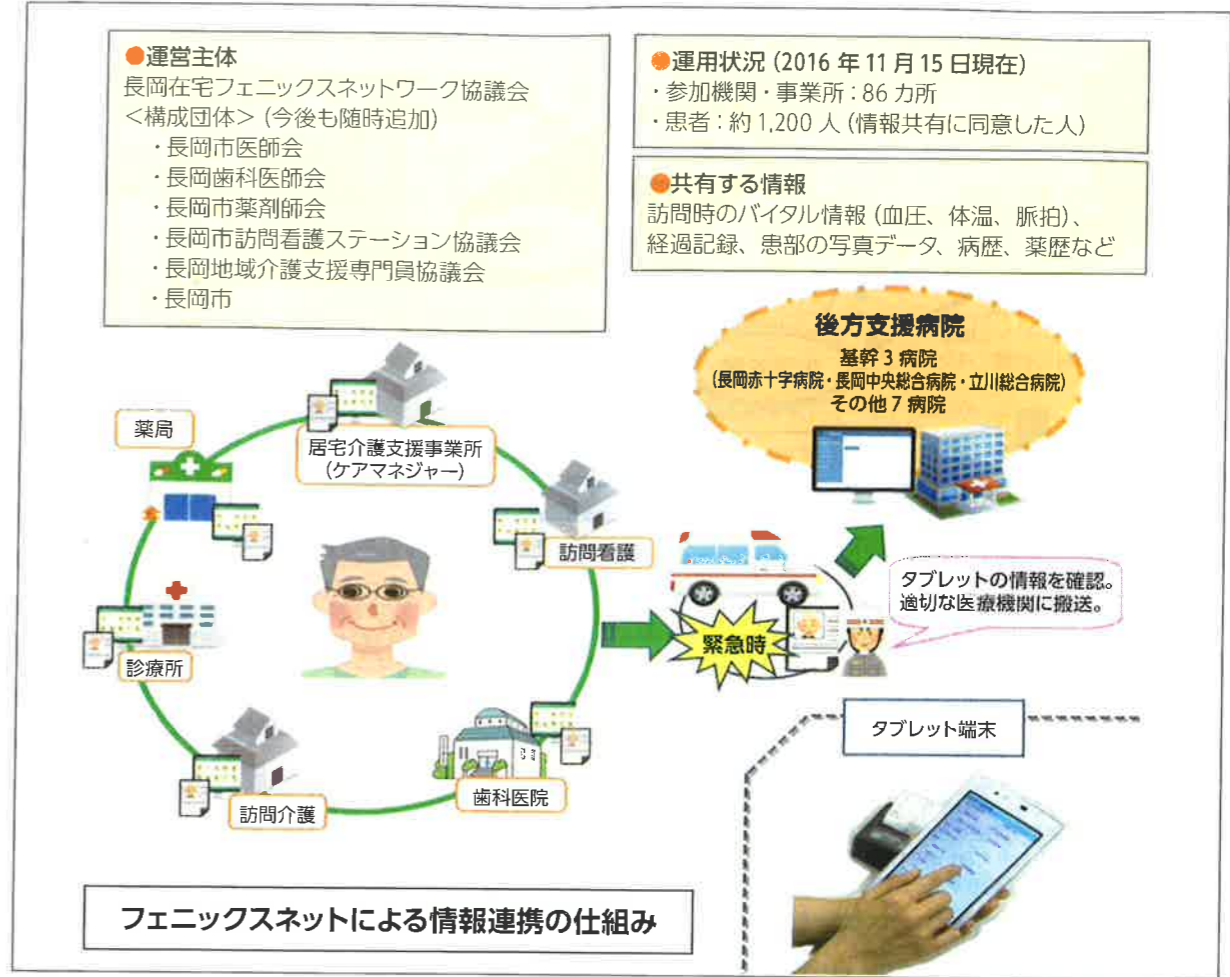 ●運営主体
長岡在宅フェニックスネットワーク協議会
＜構成団体＞(今後も随時追加)
・長岡市医師会
・長岡歯科医師会
・長岡市薬剤師会
・長岡市訪問看護ステーション協議会
・長岡地域介護支援専門員協議会
・長岡市
●運用状況 (2016 年 11 月 15 日現在)
・参加機関・事業所：86 カ所
・患者：約 1,200 人 (情報共有に同意した人)
●共有する情報
訪問時のバイタル情報 (血圧、体温、脈拍)、
経過記録、患部の写真データ、病歴、薬歴など
後方支援病院
基幹 3 病院
(長岡赤十字病院・長岡中央総合病院・立川総合病院)
その他 7 病院
薬局
居宅介護支援事業所
(ケアマネジャー)
訪問看護
診療所
訪問介護
歯科医院
緊急時
タブレットの情報を確認。
適切な医療機関に搬送。
タブレット端末
フェニックスネットによる情報連携の仕組み